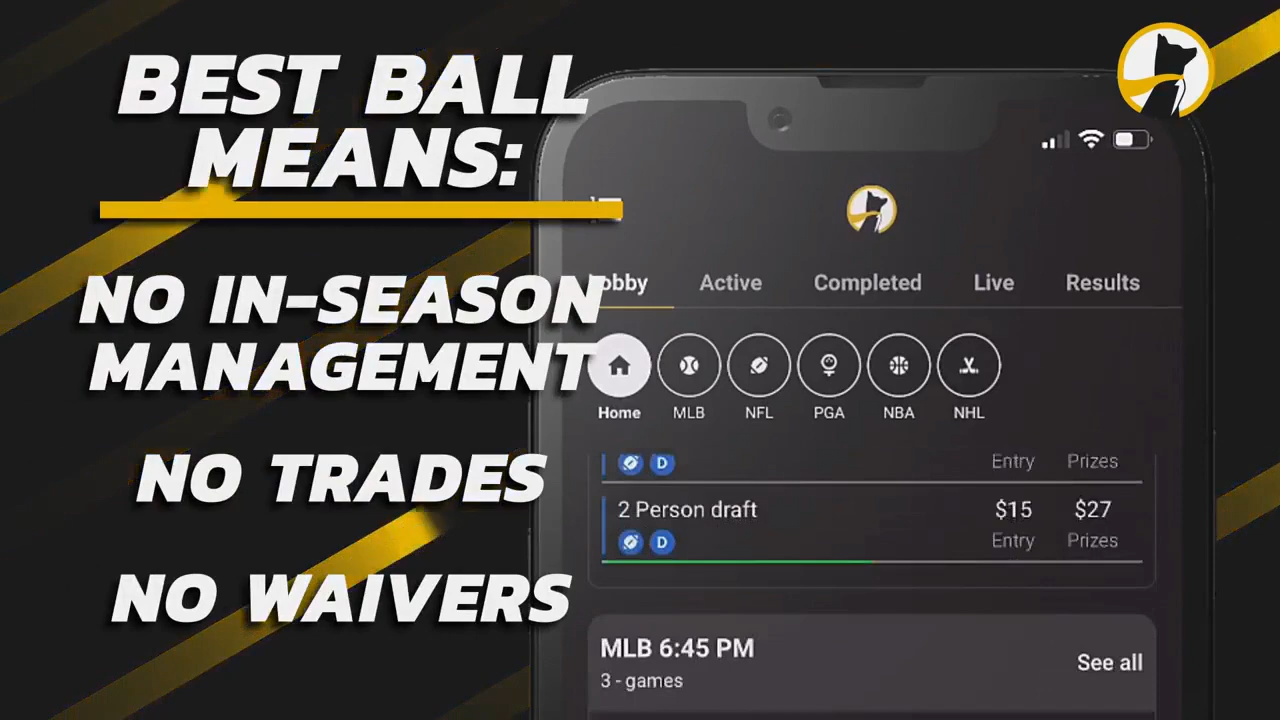 BEST BALL
MEANS:
NO IN-SEASON
MANAGEMENT
NO TRADES
NO WAIVERS
Active Completed Live Results
Home MLB NFL PGA NBA NHL
D Entry Prizes
2 Person draft $15 $27
D Entry Prizes
MLB 6:45 PM
See all
3 - games